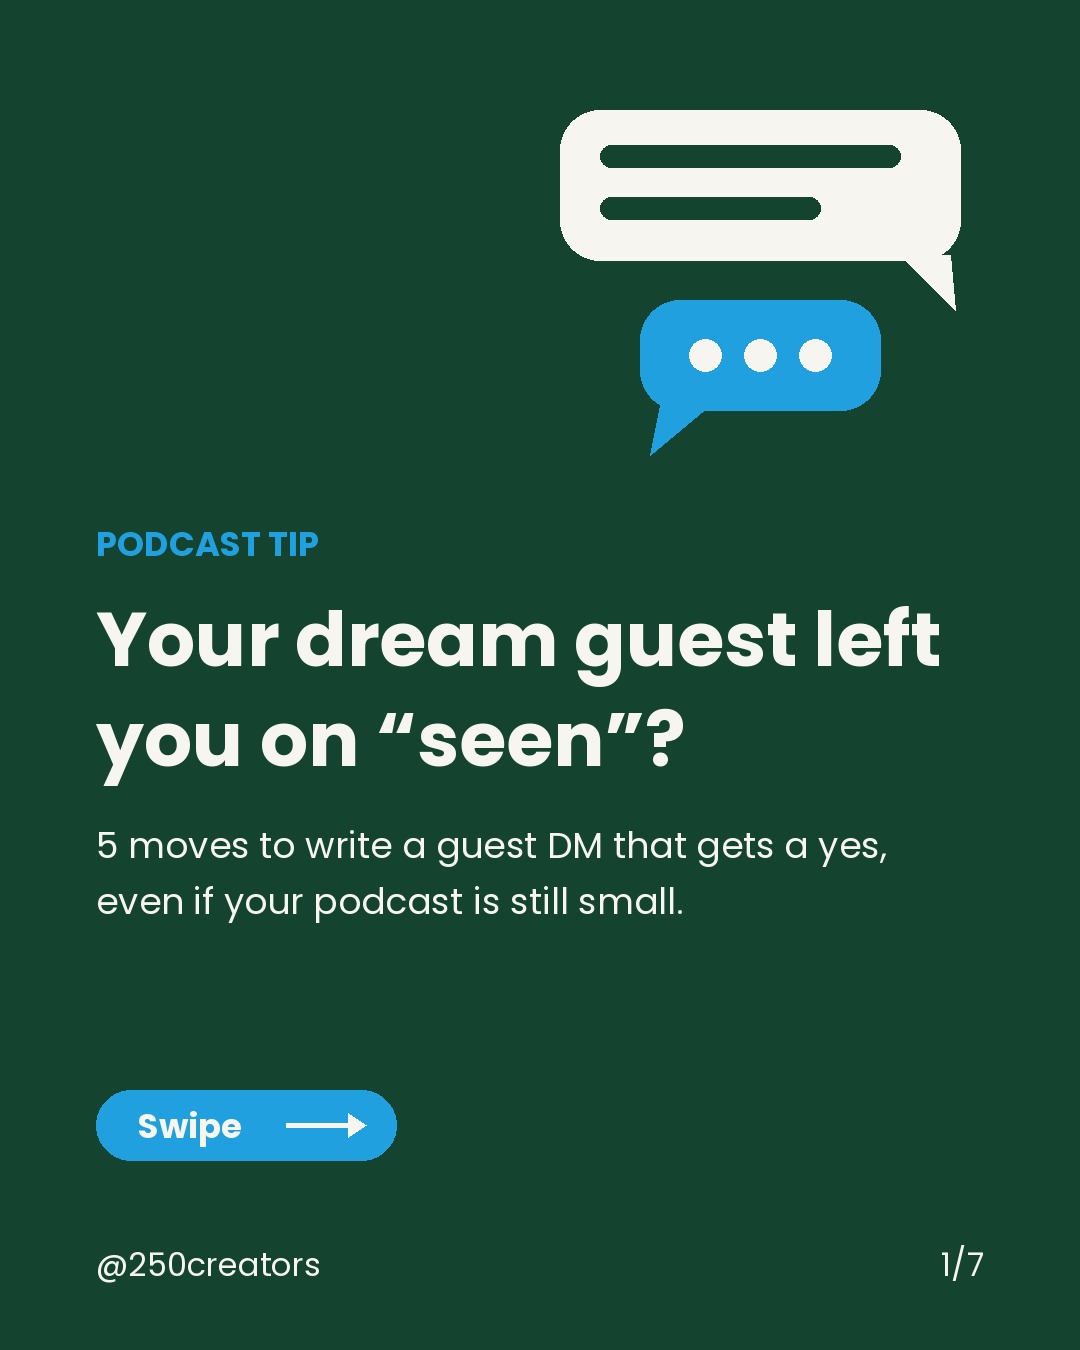 PODCAST TIP
Your dream guest left
you on “seen”?
5 moves to write a guest DM that gets a yes,
even if your podcast is still small.
Swipe
@250creators
1/7